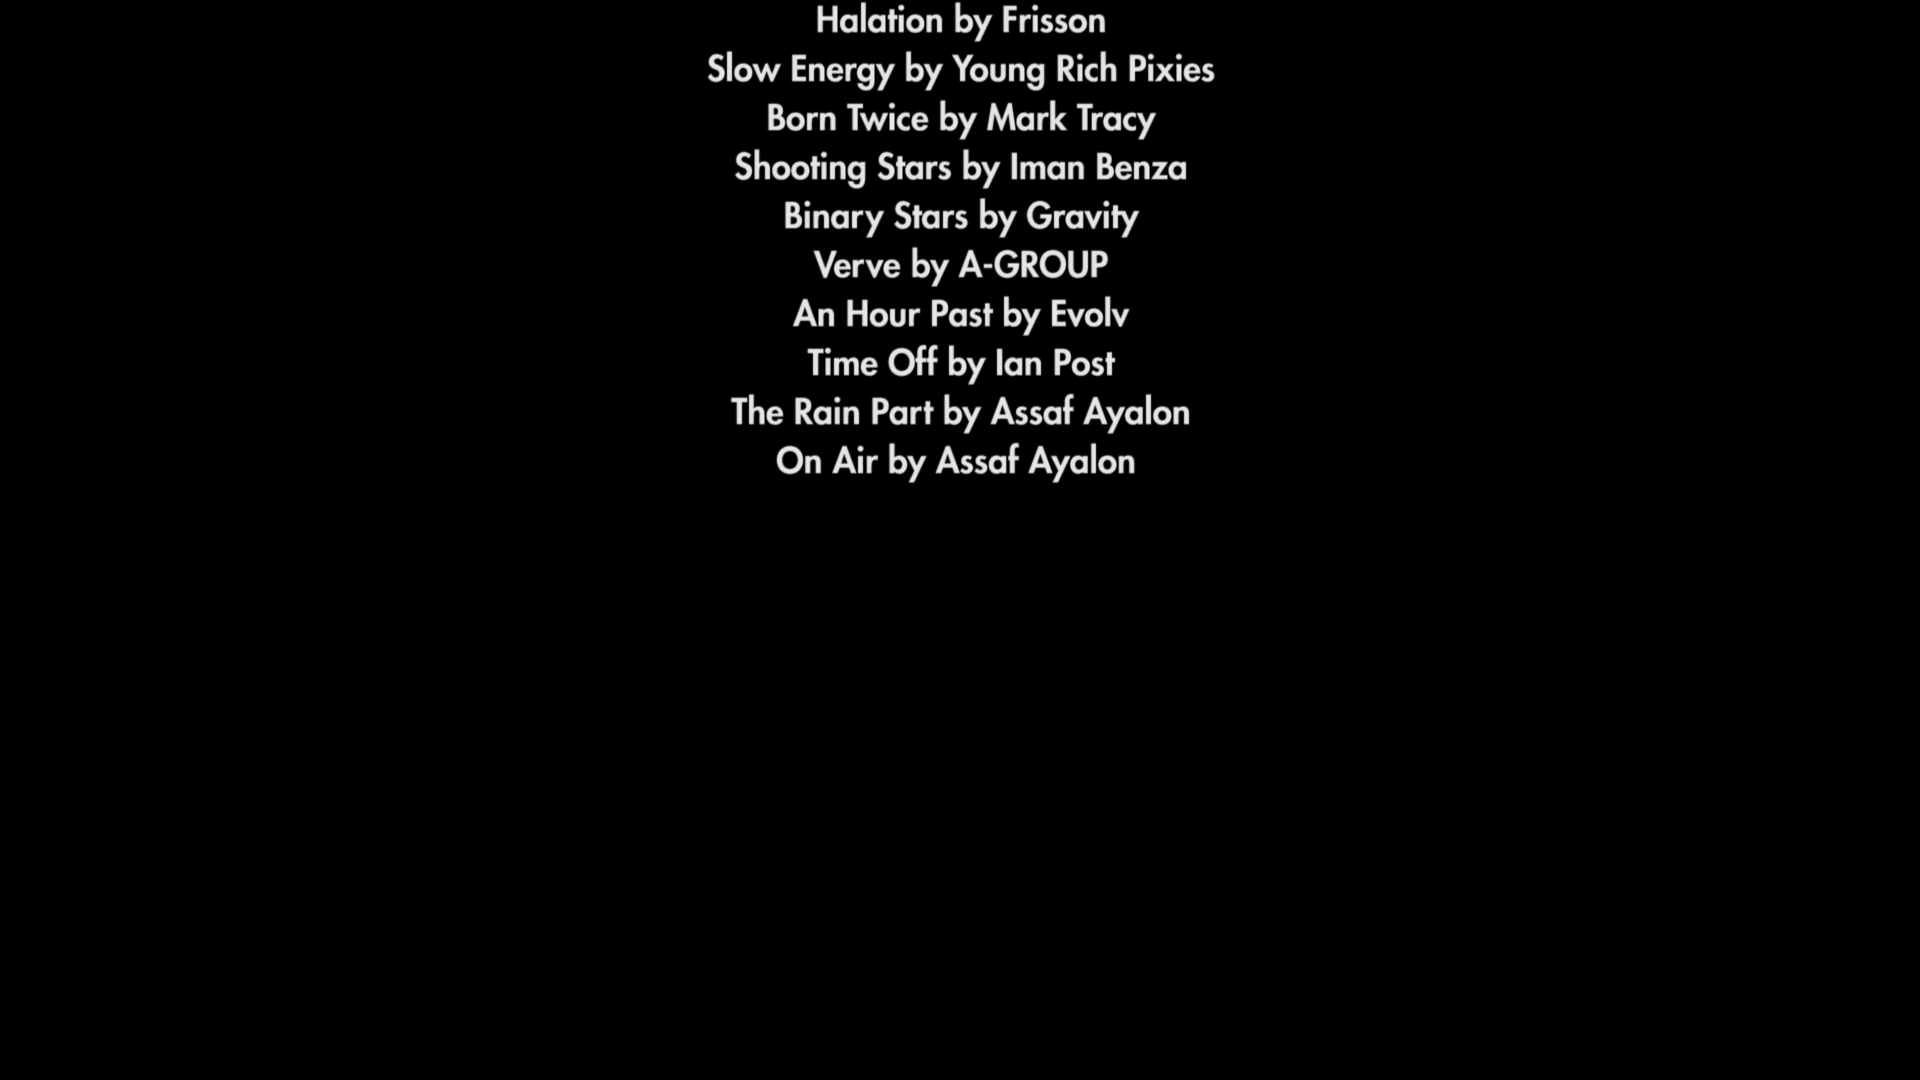 Halation by Frisson
Slow Energy by Young Rich Pixies
Born Twice by Mark Tracy
Shooting Stars by Iman Benza
Binary Stars by Gravity
Verve by A-GROUP
An Hour Past by Evolv
Time Off by Ian Post
The Rain Part by Assaf Ayalon
On Air by Assaf Ayalon